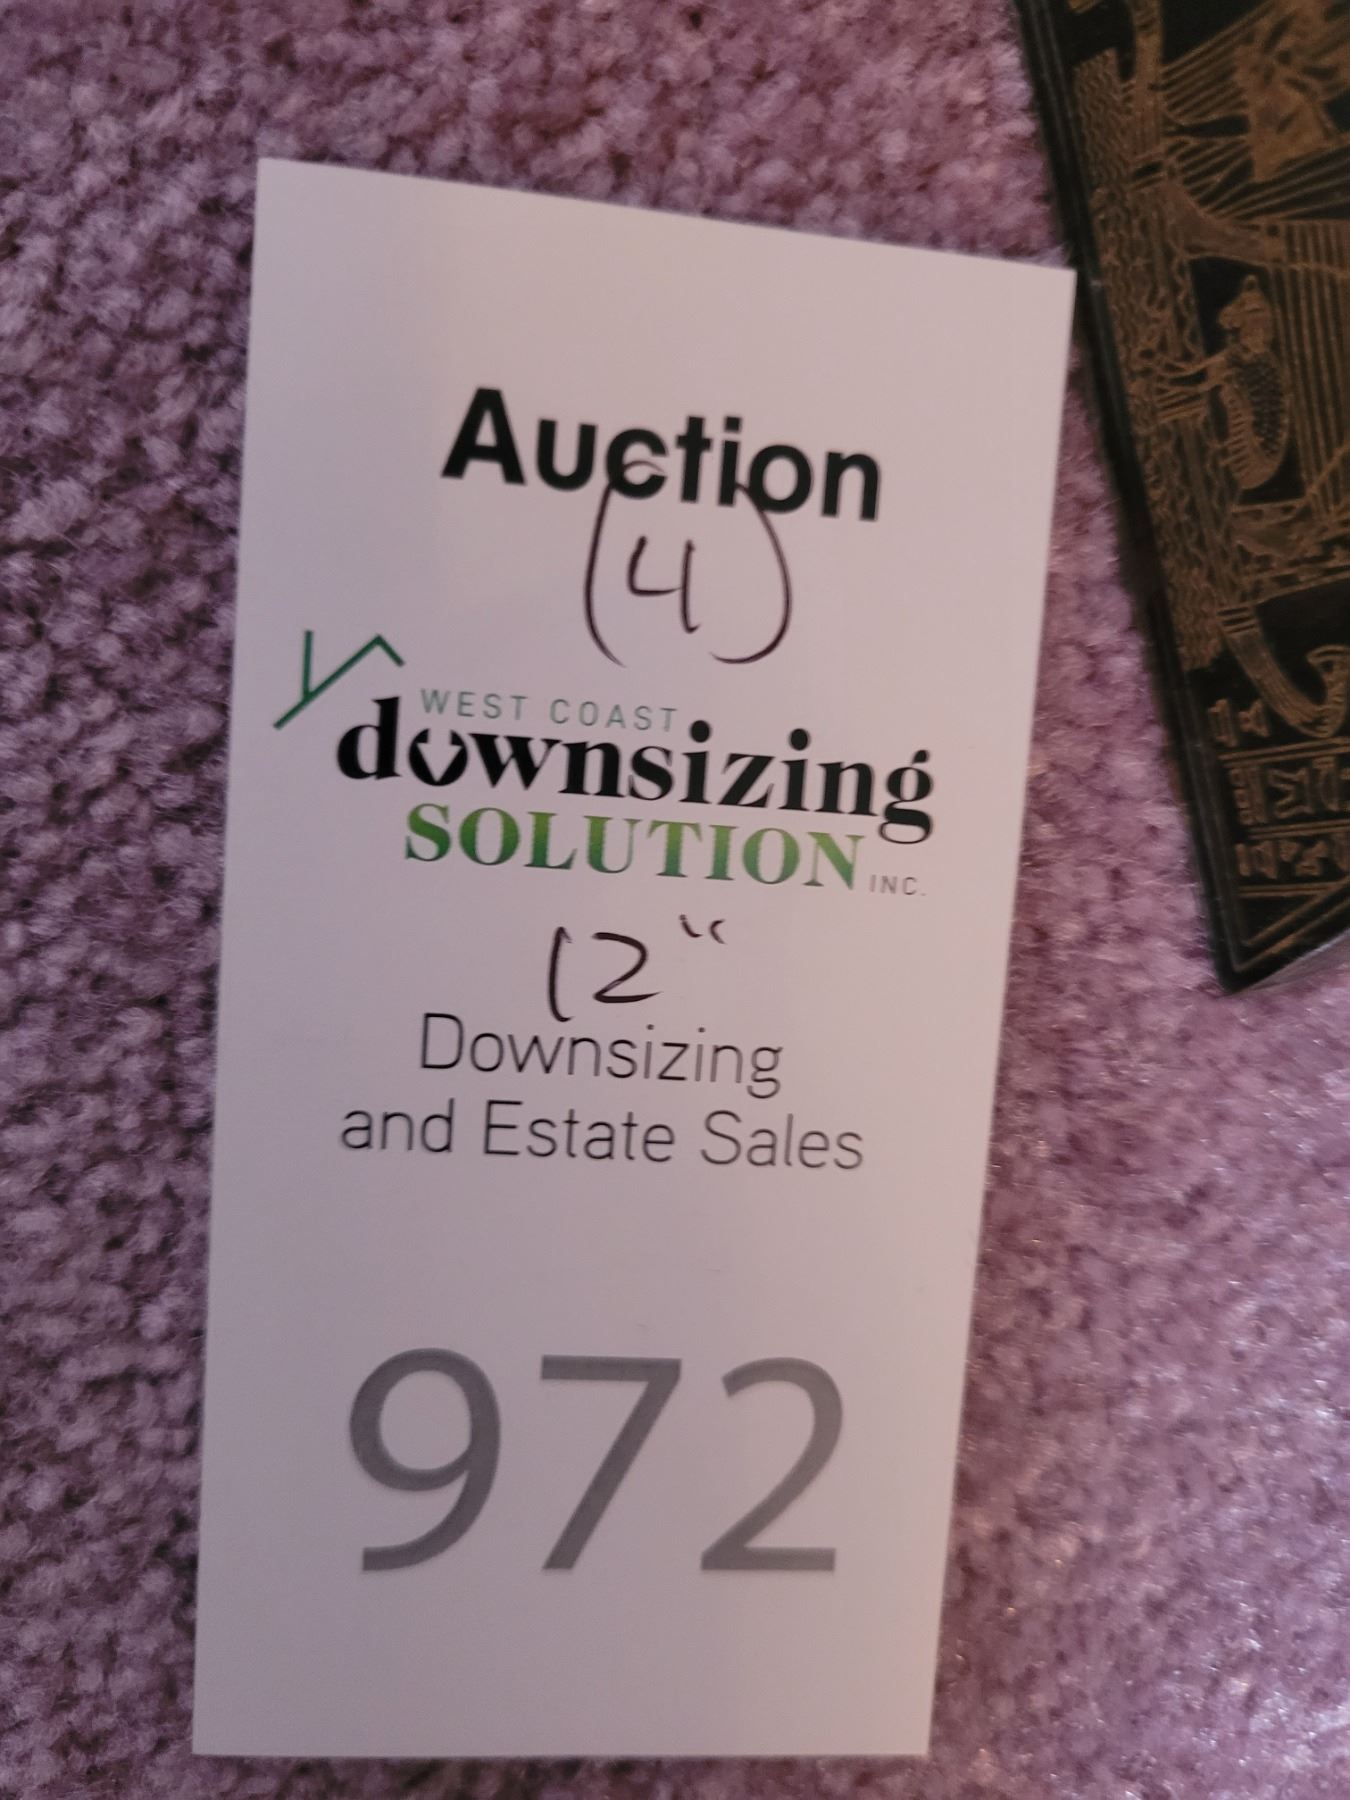 Auction
(4)
WEST COAST
downsizing
SOLUTION INC.
12"
Downsizing
and Estate Sales
972